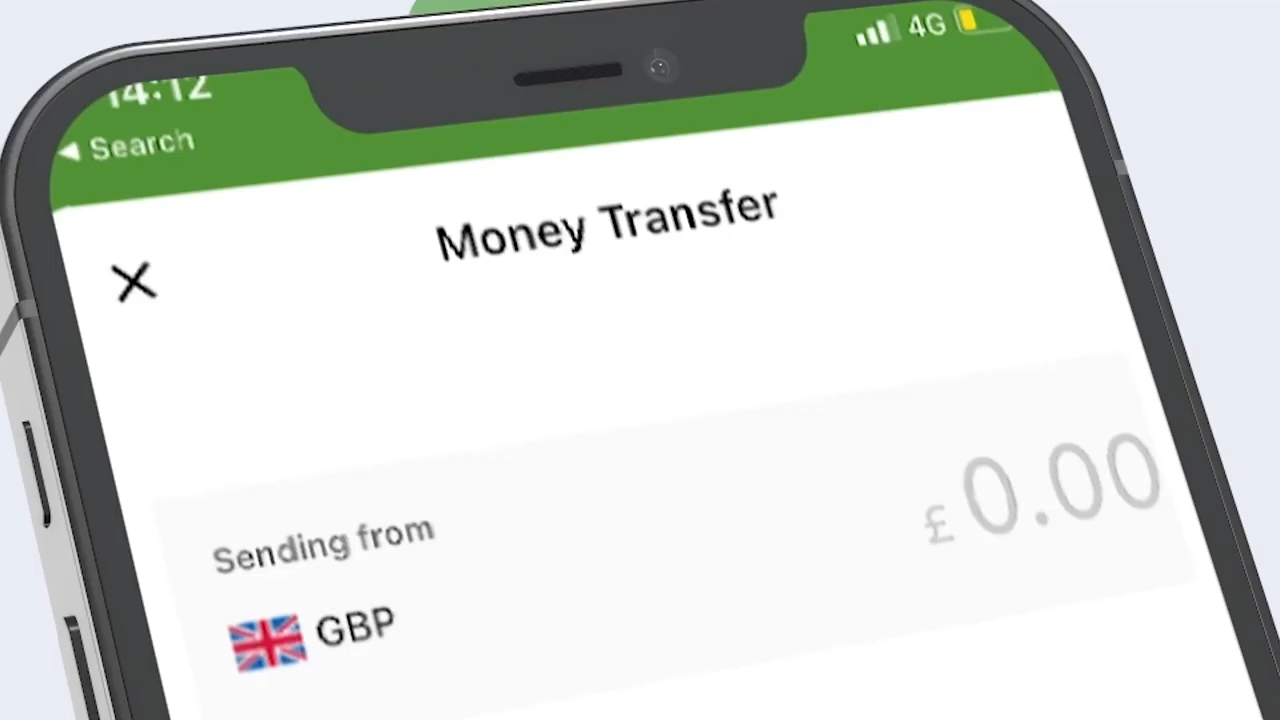 14:12
4G
◀ Search
Money Transfer
£ 0.00
Sending from
GBP